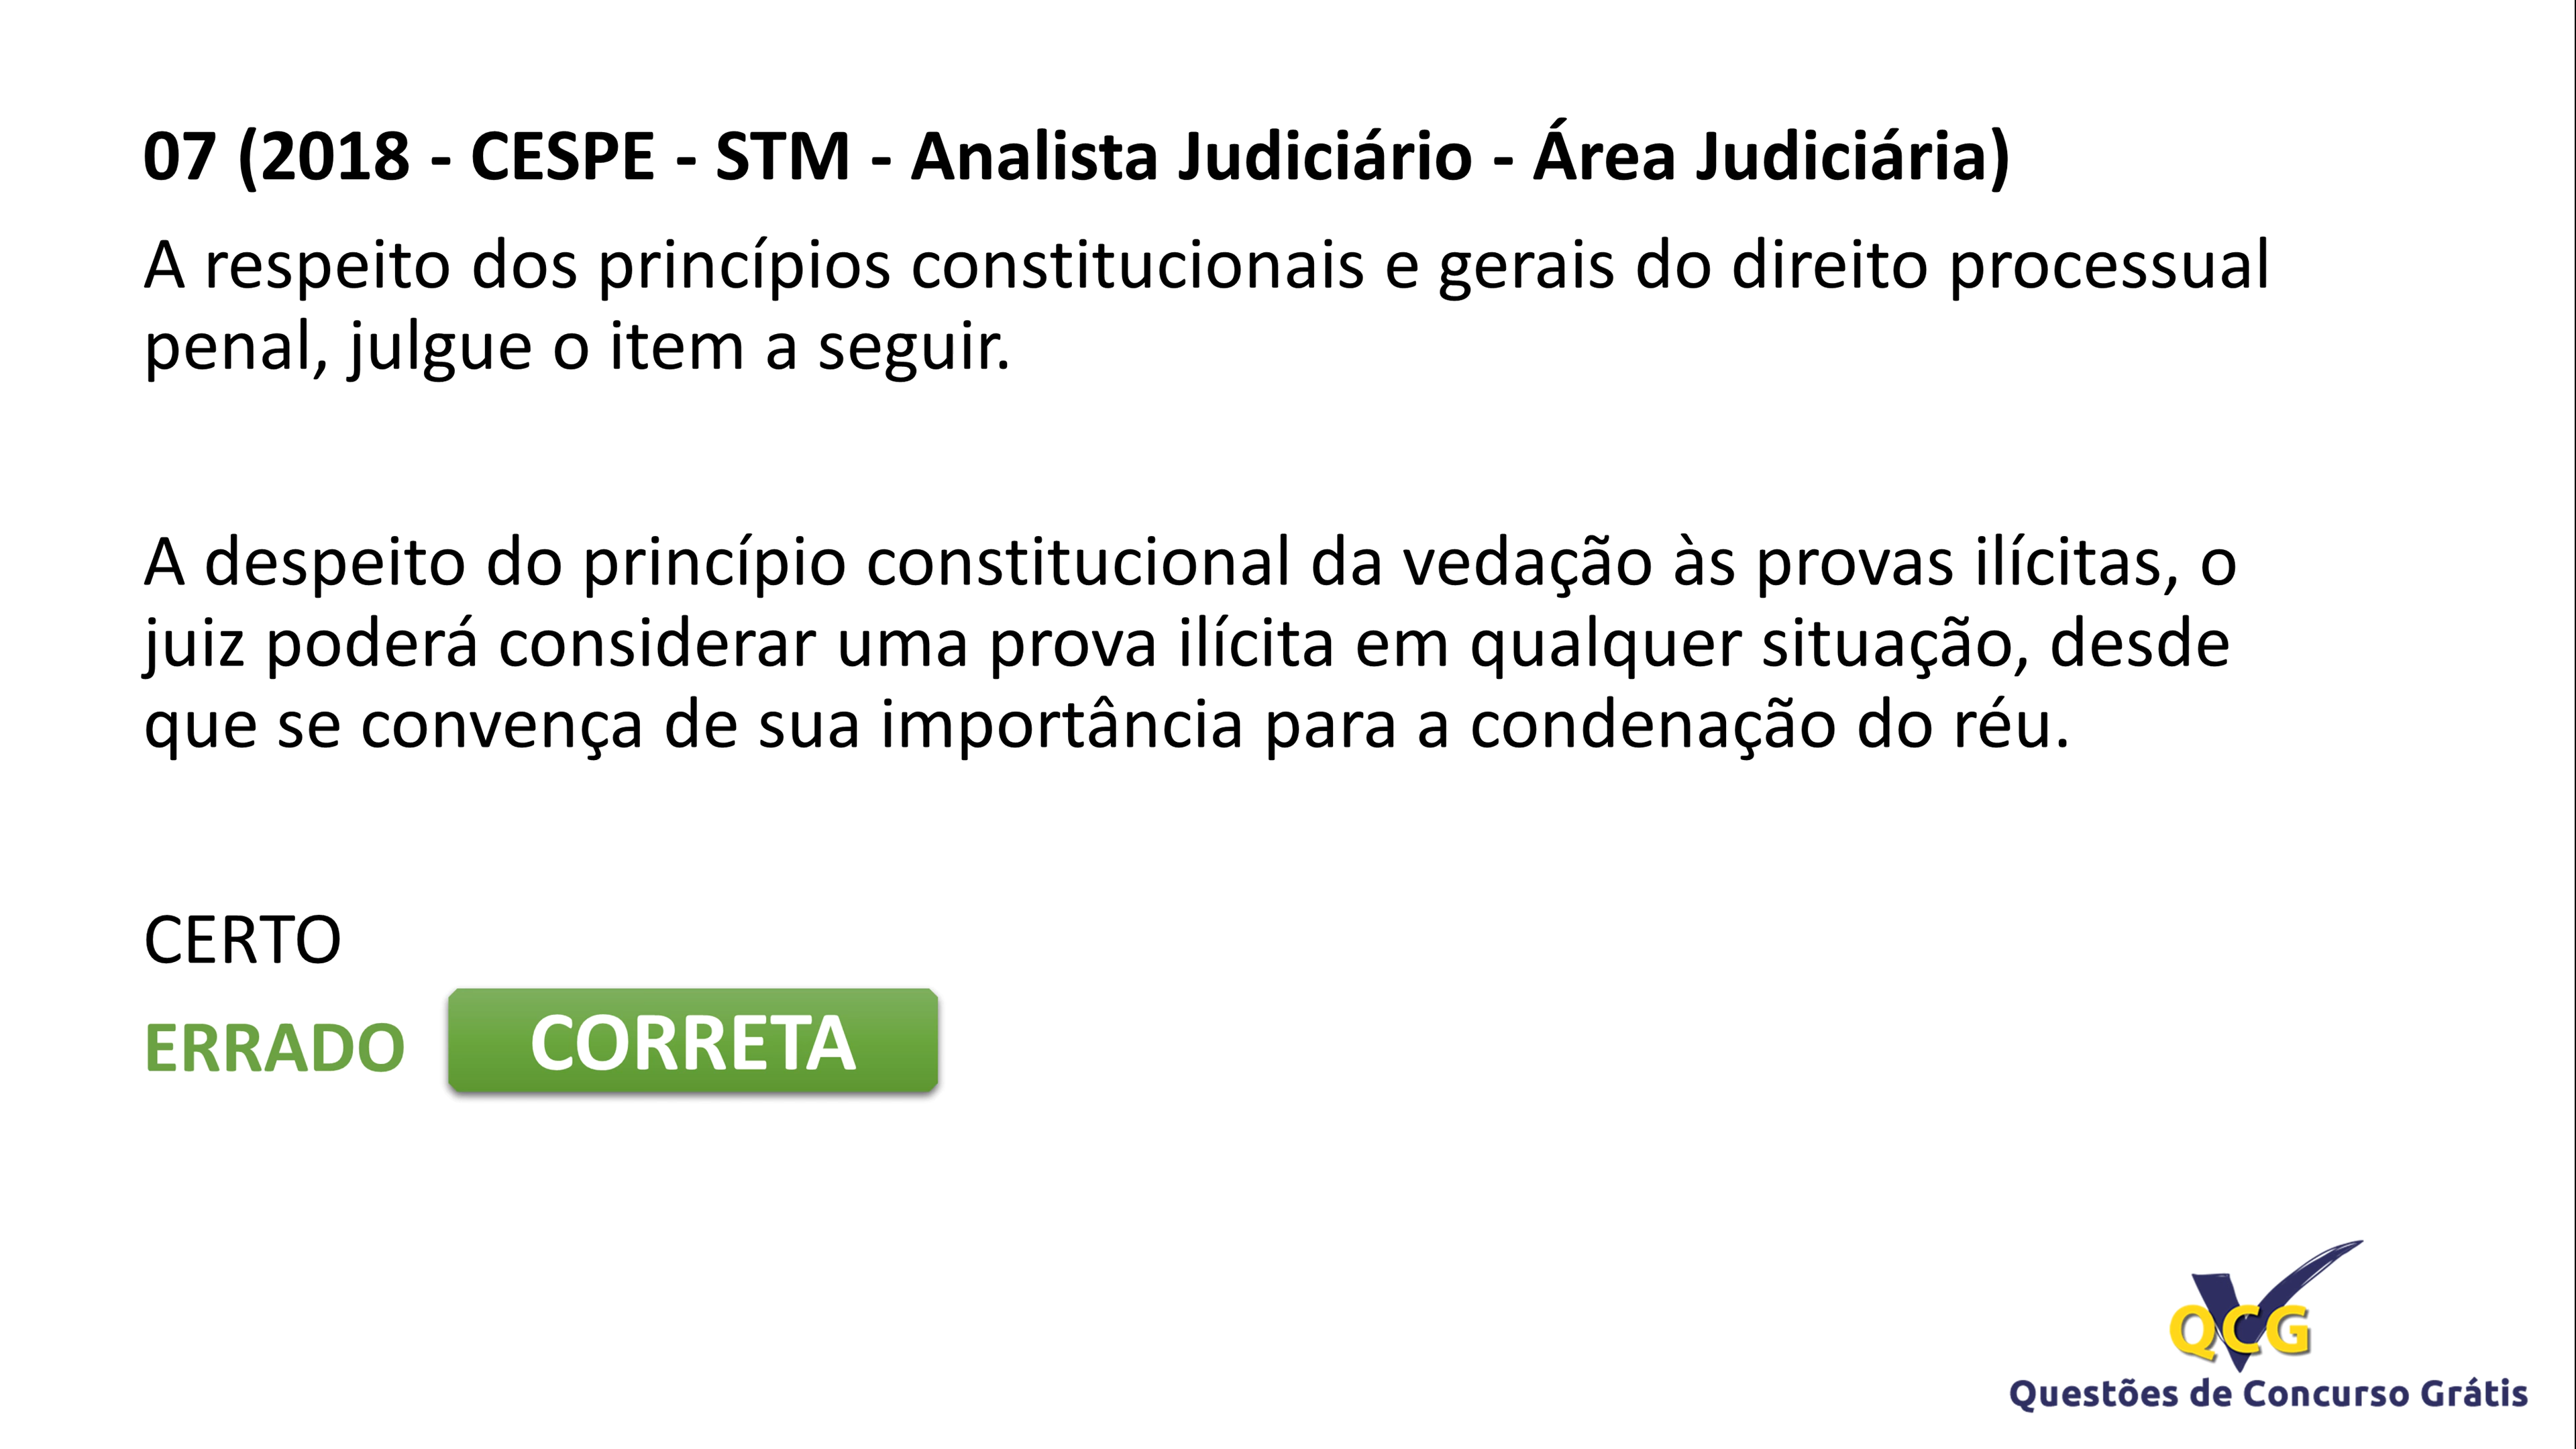 07 (2018 - CESPE - STM - Analista Judiciário - Área Judiciária)
A respeito dos princípios constitucionais e gerais do direito processual
penal, julgue o item a seguir.
A despeito do princípio constitucional da vedação às provas ilícitas, o
juiz poderá considerar uma prova ilícita em qualquer situação, desde
que se convença de sua importância para a condenação do réu.
CERTO
ERRADO CORRETA
QCG
Questões de Concurso Grátis